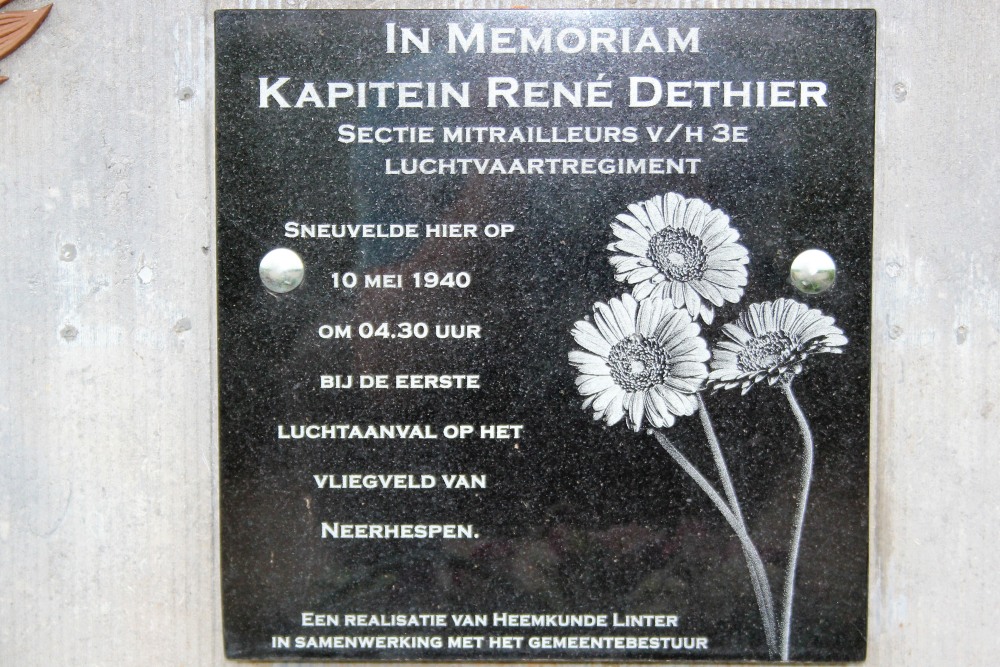 In Memoriam
Kapitein René Dethier
Sectie mitrailleurs v/h 3e
luchtvaartregiment
Sneuvelde hier op
10 mei 1940
om 04.30 uur
bij de eerste
luchtaanval op het
vliegveld van
Neerhespen.
Een realisatie van Heemkunde Linter
in samenwerking met het gemeentebestuur